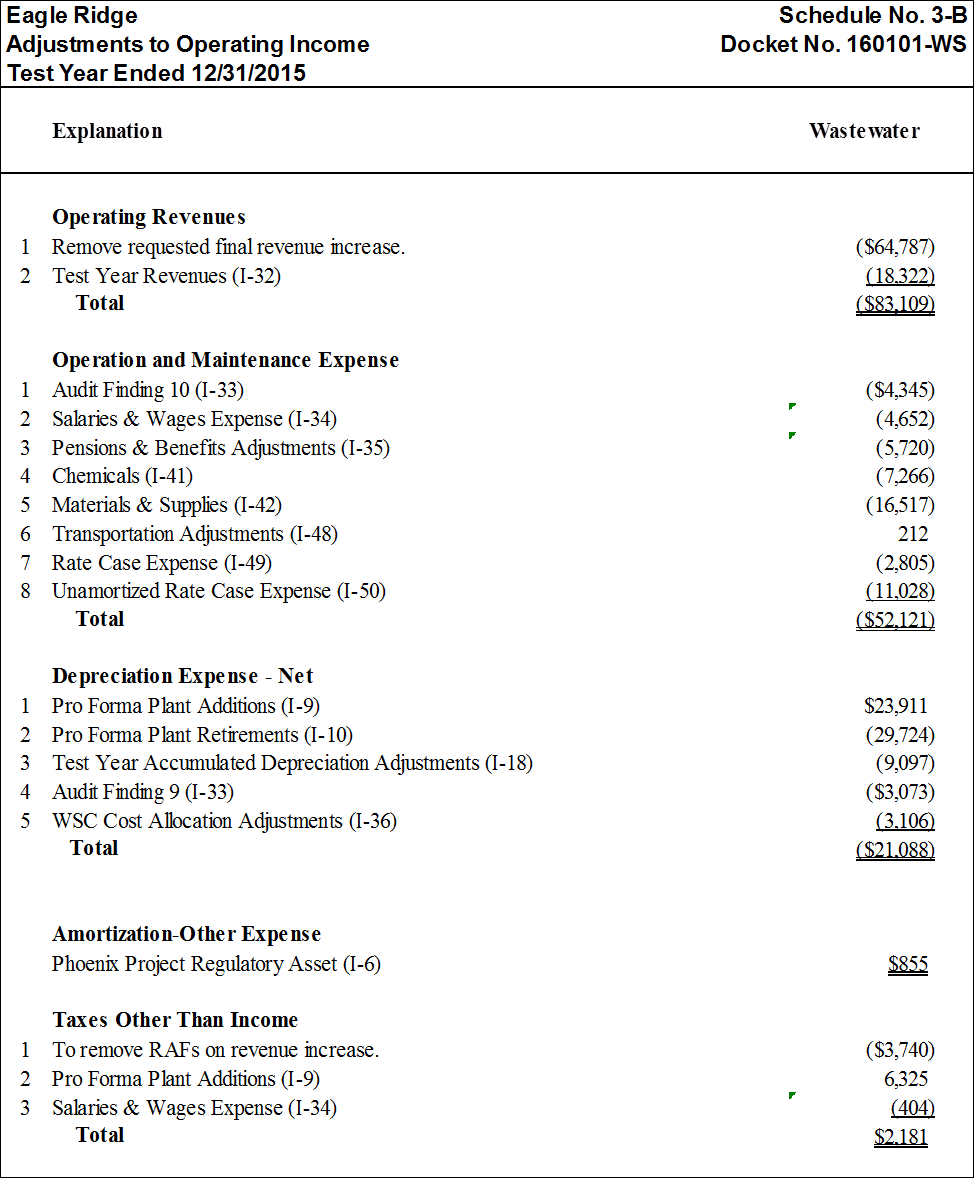 Eagle Ridge Schedule No. 3-B
Adjustments to Operating Income Docket No. 160101-WS
Test Year Ended 12/31/2015
Explanation Wastewater
Operating Revenues
1 Remove requested final revenue increase. ($64,787)
2 Test Year Revenues (I-32) (18,322)
Total ($83,109)
Operation and Maintenance Expense
1 Audit Finding 10 (I-33) ($4,345)
2 Salaries & Wages Expense (I-34) (4,652)
3 Pensions & Benefits Adjustments (I-35) (5,720)
4 Chemicals (I-41) (7,266)
5 Materials & Supplies (I-42) (16,517)
6 Transportation Adjustments (I-48) 212
7 Rate Case Expense (I-49) (2,805)
8 Unamortized Rate Case Expense (I-50) (11,028)
Total ($52,121)
Depreciation Expense - Net
1 Pro Forma Plant Additions (I-9) $23,911
2 Pro Forma Plant Retirements (I-10) (29,724)
3 Test Year Accumulated Depreciation Adjustments (I-18) (9,097)
4 Audit Finding 9 (I-33) ($3,073)
5 WSC Cost Allocation Adjustments (I-36) (3,106)
Total ($21,088)
Amortization-Other Expense
Phoenix Project Regulatory Asset (I-6) $855
Taxes Other Than Income
1 To remove RAFs on revenue increase. ($3,740)
2 Pro Forma Plant Additions (I-9) 6,325
3 Salaries & Wages Expense (I-34) (404)
Total $2,181